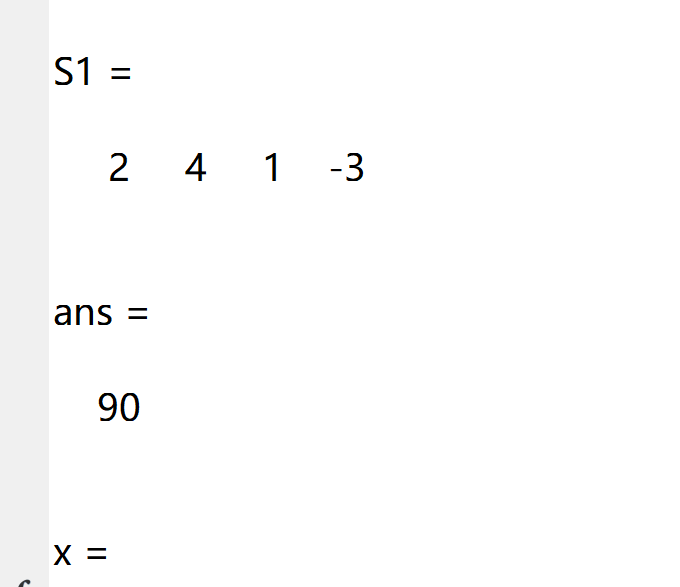 S1 =
2 4 1 -3
ans =
90
x =